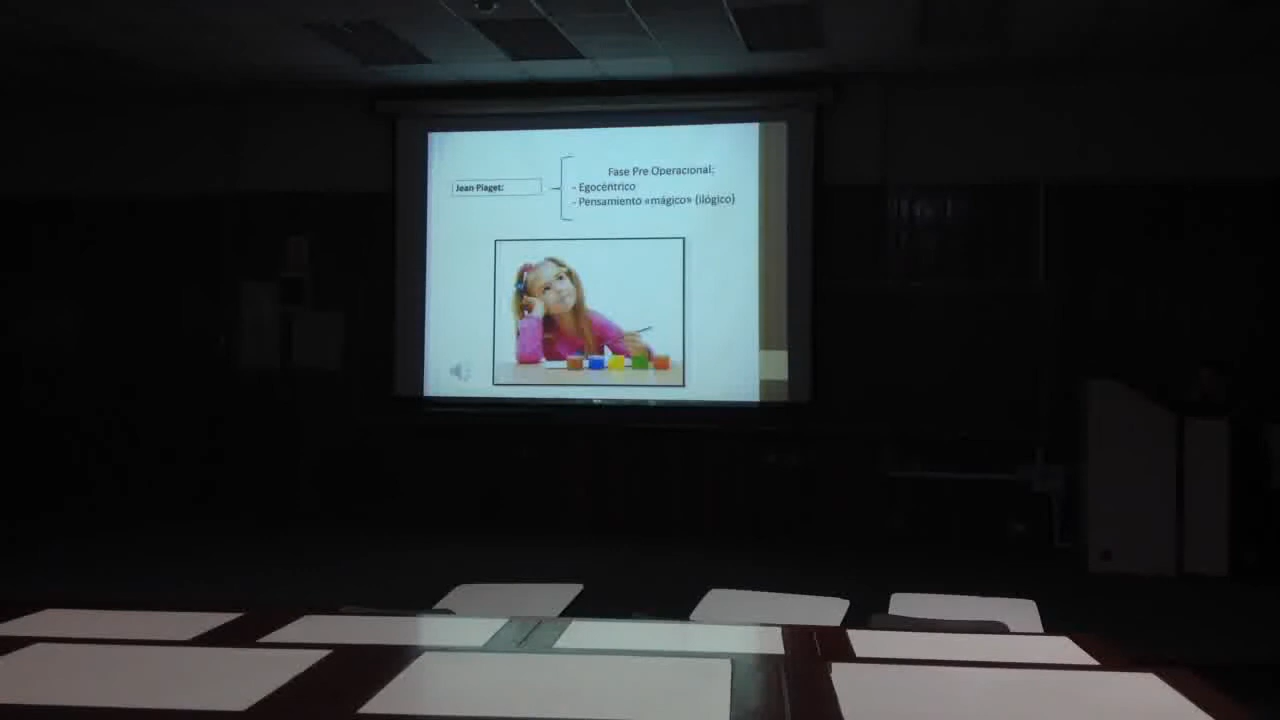 Jean Piaget:
Fase Pre Operacional:
- Egocéntrico
- Pensamiento «mágico» (ilógico)